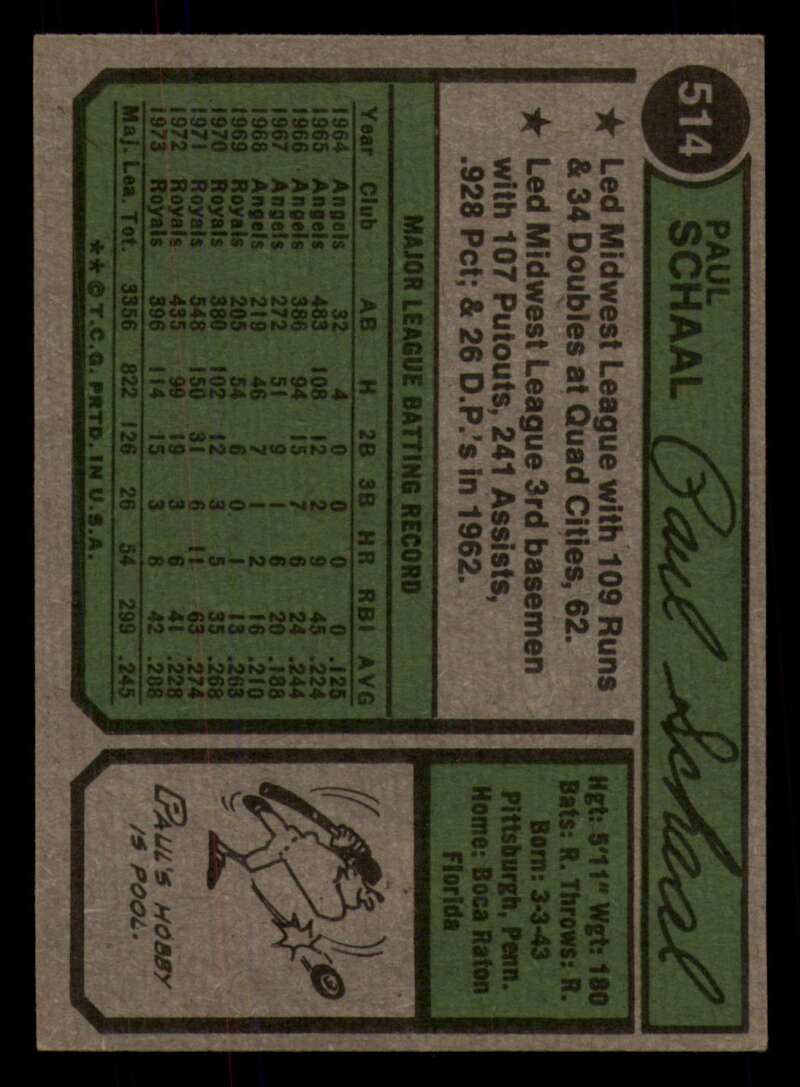 514
PAUL
SCHAAL
Paul Schaal
★ Led Midwest League with 109 Runs
& 34 Doubles at Quad Cities, 62.
★ Led Midwest League 3rd basemen
with 107 Putouts, 241 Assists,
.928 Pct; & 26 D.P.'s in 1962.
MAJOR LEAGUE BATTING RECORD
Year Club AB H 2B 3B HR RBI AVG
1964 Angels 32 4 0 0 0 0 .125
1965 Angels 483 108 12 2 9 45 .224
1966 Angels 386 94 15 7 6 24 .244
1967 Angels 272 51 9 1 6 20 .188
1968 Angels 219 46 7 1 2 16 .210
1969 Royals 205 54 6 0 1 13 .263
1970 Royals 380 102 12 3 5 35 .268
1971 Royals 548 150 31 6 11 63 .274
1972 Royals 435 99 19 3 6 41 .228
1973 Royals 396 114 15 3 8 42 .288
Maj. Lea. Tot. 3356 822 126 26 54 299 .245
**© T.C.G. PRTD. IN U.S.A.
Hgt: 5'11" Wgt: 180
Bats: R. Throws: R.
Born: 3-3-43
Pittsburgh, Penn.
Home: Boca Raton
Florida
PAUL'S HOBBY
IS POOL.